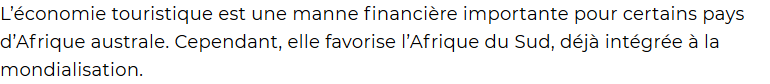 L’économie touristique est une manne financière importante pour certains pays
d’Afrique australe. Cependant, elle favorise l’Afrique du Sud, déjà intégrée à la
mondialisation.